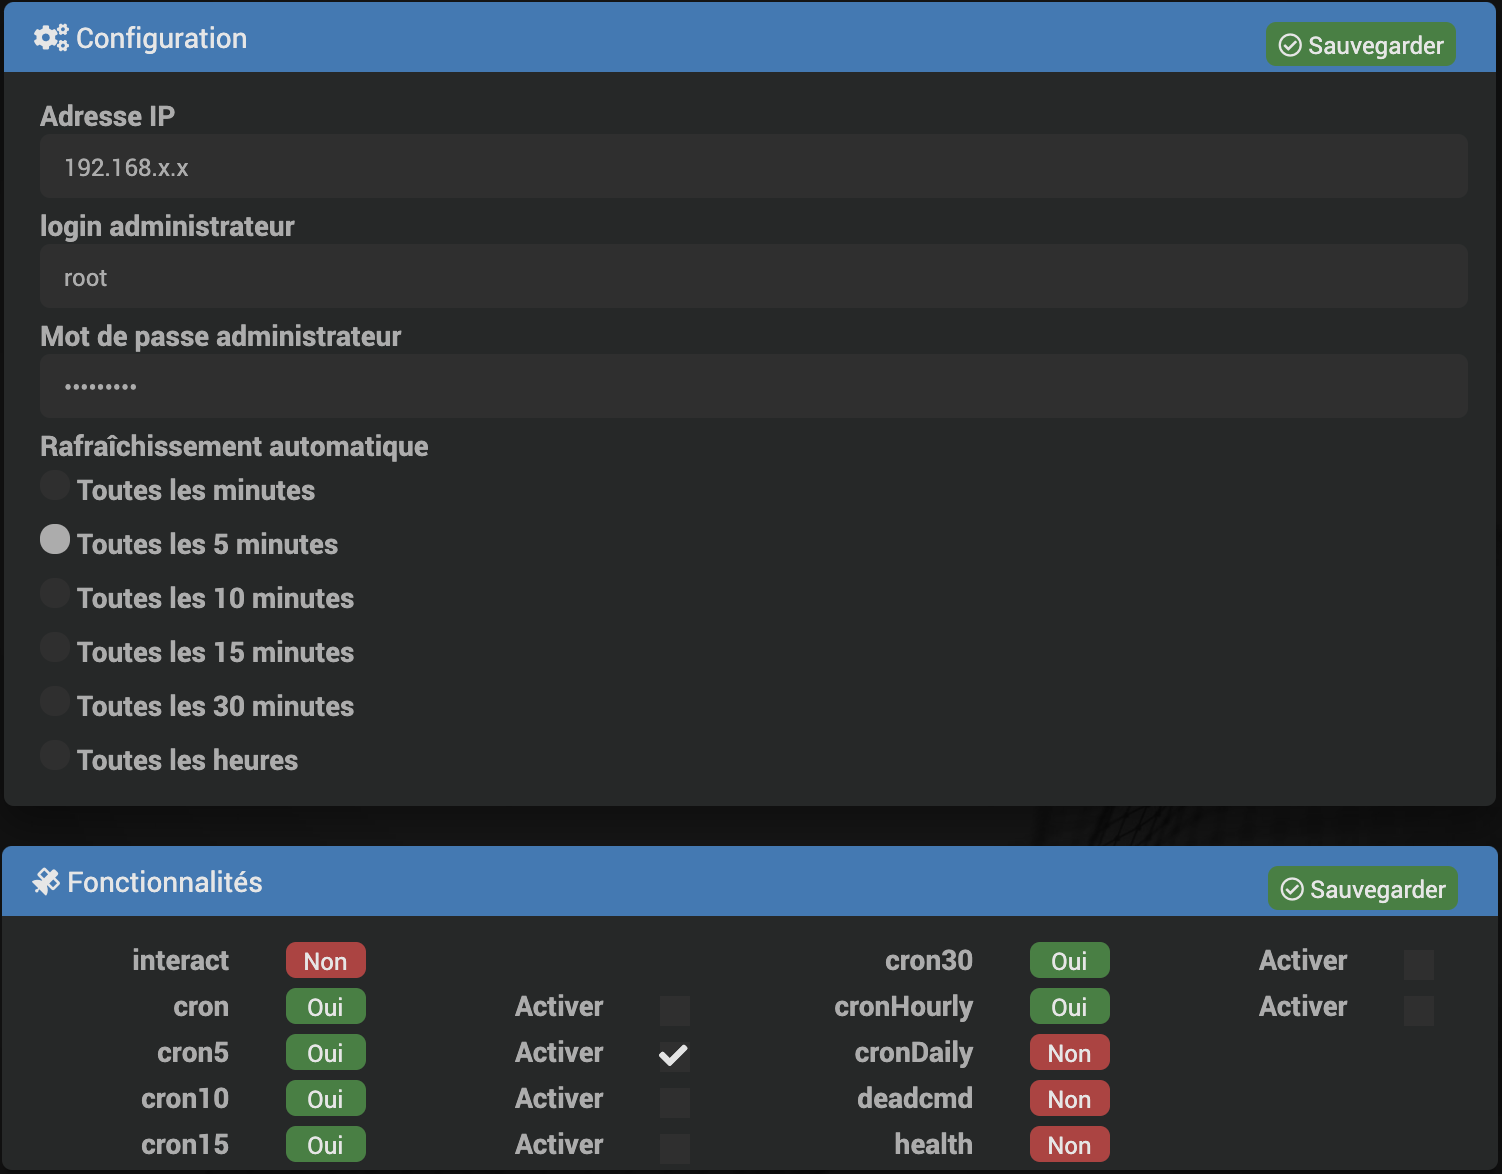 Configuration
Sauvegarder
Adresse IP
192.168.x.x
login administrateur
root
Mot de passe administrateur
•••••••••
Rafraîchissement automatique
Toutes les minutes
Toutes les 5 minutes
Toutes les 10 minutes
Toutes les 15 minutes
Toutes les 30 minutes
Toutes les heures
Fonctionnalités
Sauvegarder
interact Non cron30 Oui Activer
cron Oui Activer cronHourly Oui Activer
cron5 Oui Activer cronDaily Non
cron10 Oui Activer deadcmd Non
cron15 Oui Activer health Non